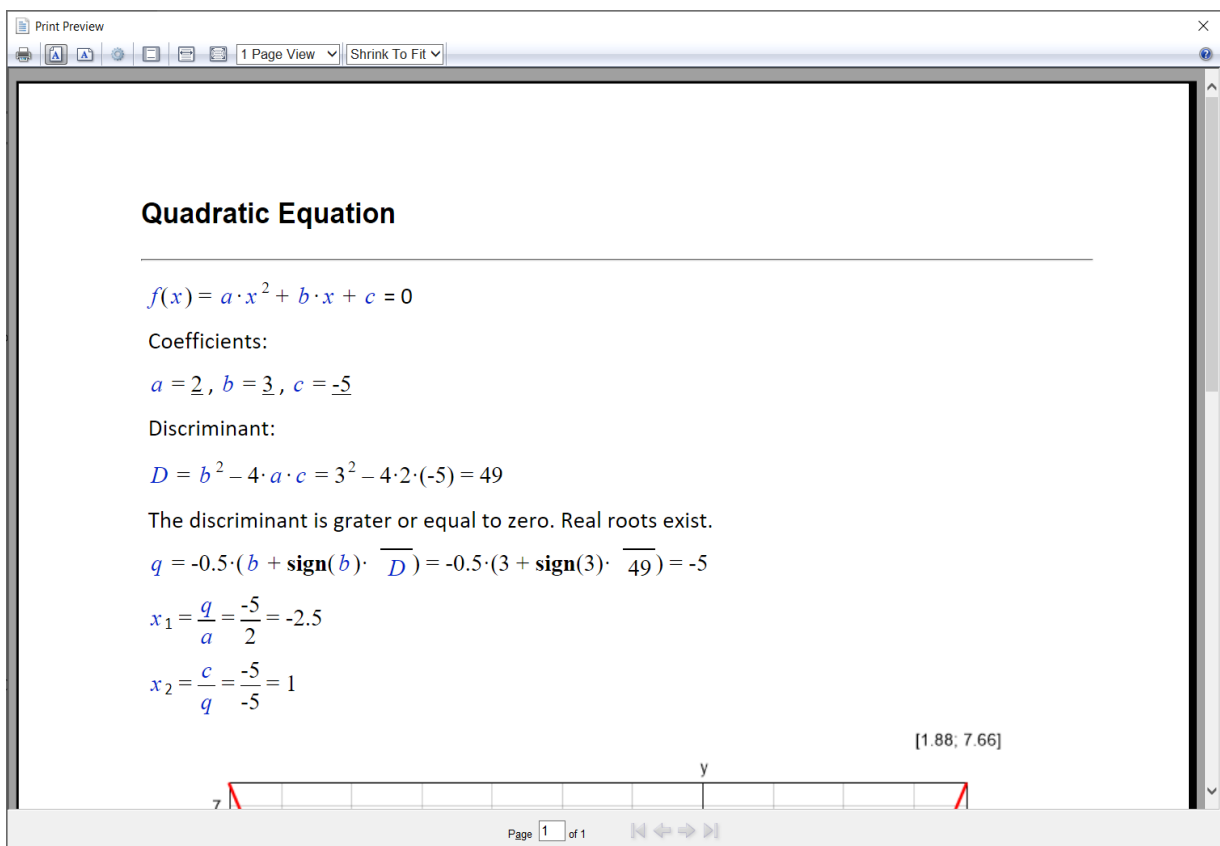 Print Preview
1 Page View Shrink To Fit
Quadratic Equation
f(x) = a·x² + b·x + c = 0
Coefficients:
a = 2 , b = 3 , c = -5
Discriminant:
D = b² – 4·a·c = 3² – 4·2·(-5) = 49
The discriminant is grater or equal to zero. Real roots exist.
q = -0.5·(b + sign(b)· D̅) = -0.5·(3 + sign(3)· 4̅9̅) = -5
x₁ = q/a = -5/2 = -2.5
x₂ = c/q = -5/-5 = 1
[1.88; 7.66]
y
7
Page 1 of 1